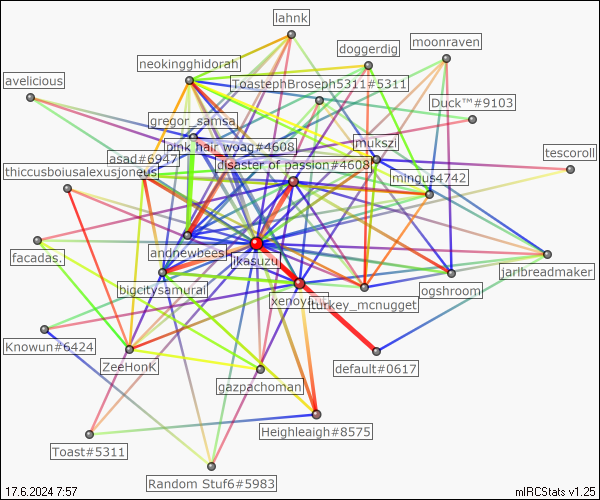 lahnk
doggerdig
moonraven
neokingghidorah
ToastephBroseph5311#5311
avelicious
Duck™#9103
gregor_samsa
mukszi
pink hair woag#4608
tescoroll
asad#6947
disaster of passion#4608
thiccusboiusalexusjoneus
mingus4742
andnewbees
facadas.
jikasuzu
jarlbreadmaker
bigcitysamurai
ogshroom
turkey_mcnugget
Knowun#6424
ZeeHonK
default#0617
gazpachoman
Heighleaigh#8575
Toast#5311
Random Stuf6#5983
17.6.2024 7:57
mIRCStats v1.25